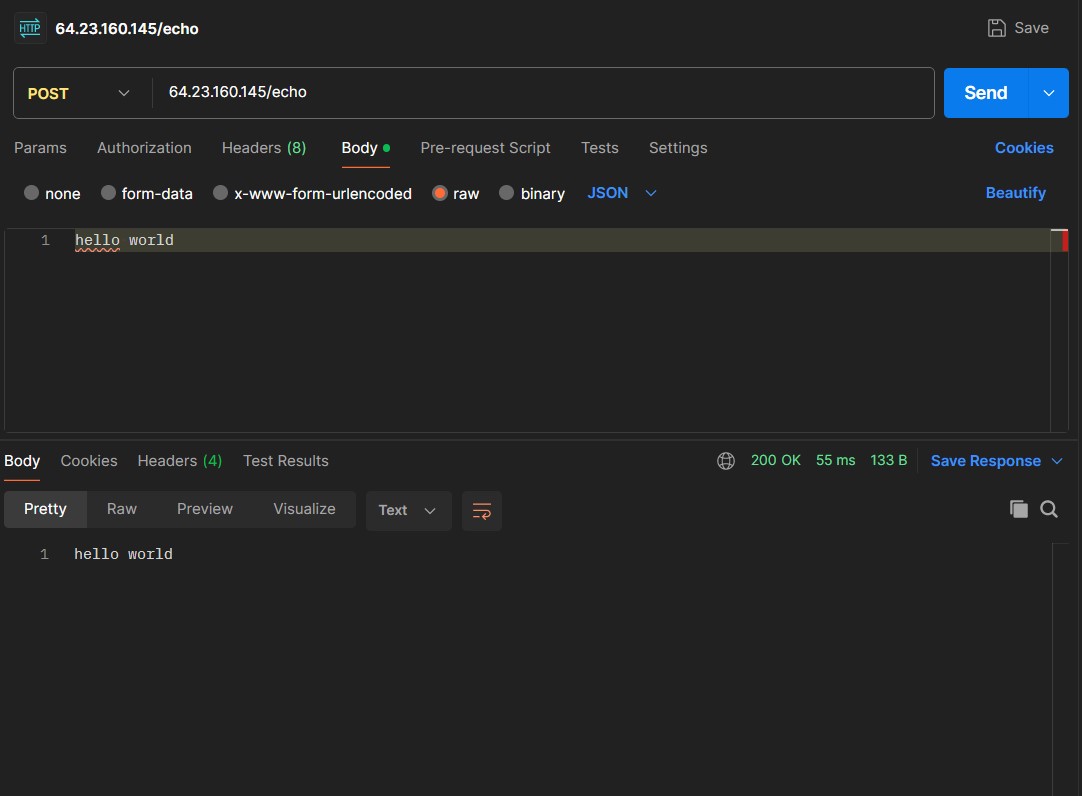 HTTP 64.23.160.145/echo Save
POST 64.23.160.145/echo Send
Params Authorization Headers (8) Body Pre-request Script Tests Settings Cookies
none form-data x-www-form-urlencoded raw binary JSON Beautify
1 hello world
Body Cookies Headers (4) Test Results 200 OK 55 ms 133 B Save Response
Pretty Raw Preview Visualize Text
1 hello world